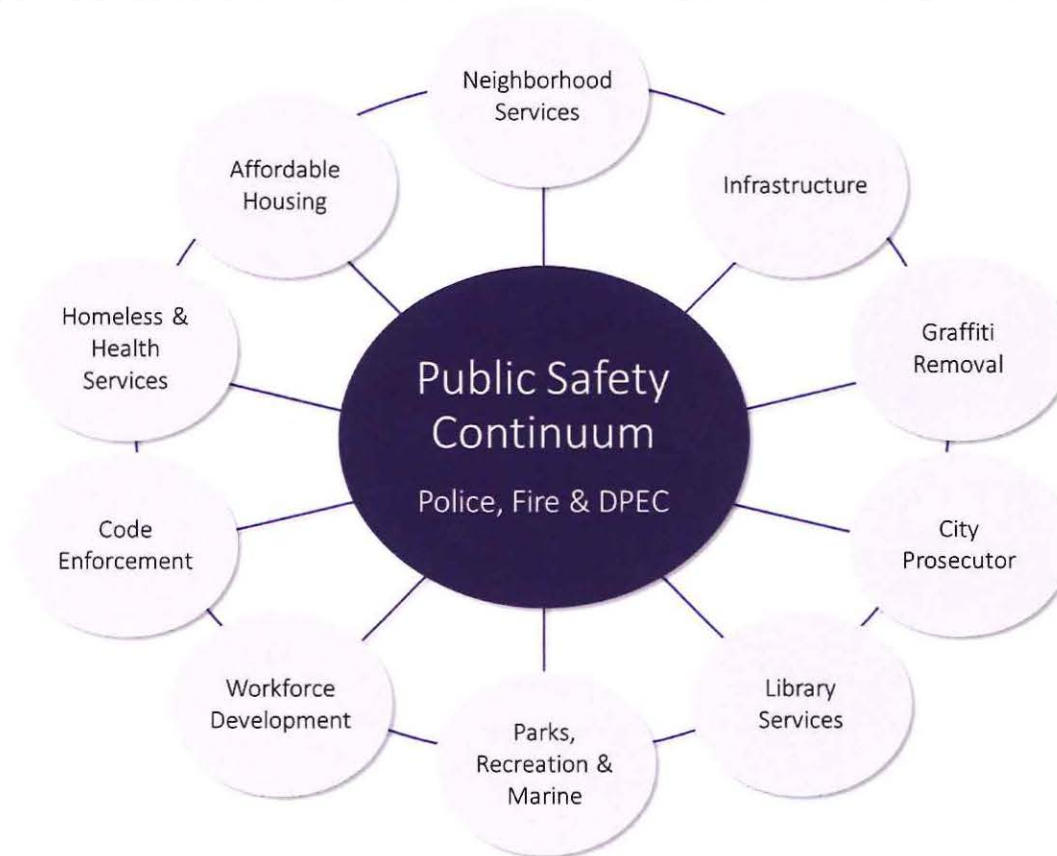 Neighborhood
Services
Infrastructure
Graffiti
Removal
City
Prosecutor
Library
Services
Parks,
Recreation &
Marine
Workforce
Development
Code
Enforcement
Homeless &
Health
Services
Affordable
Housing
Public Safety
Continuum
Police, Fire & DPEC